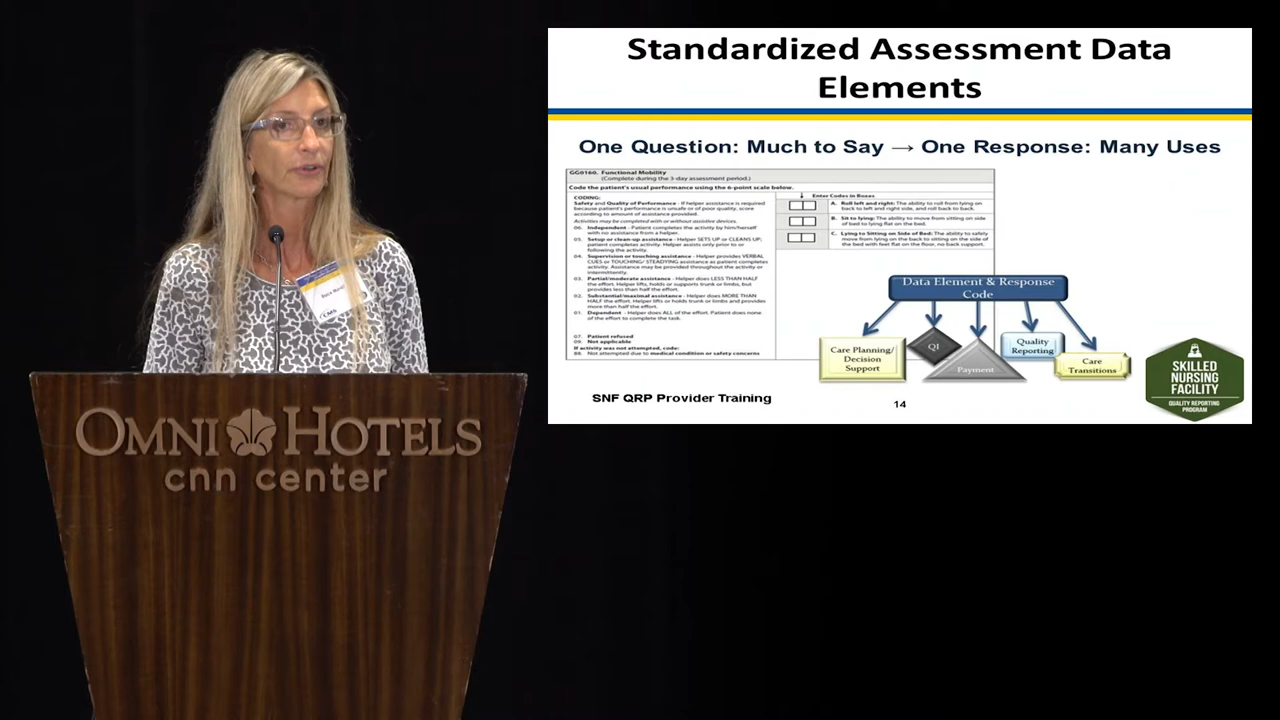 Standardized Assessment Data
Elements
One Question: Much to Say → One Response: Many Uses
GG0160. Functional Mobility
(Complete during the 3-day assessment period.)
Code the patient's usual performance using the 6-point scale below.
CODING:
Safety and Quality of Performance - If helper assistance is required
because patient's performance is unsafe or of poor quality, score
according to amount of assistance provided.
Activities may be completed with or without assistive devices.
06. Independent - Patient completes the activity by him/herself
with no assistance from a helper.
05. Setup or clean-up assistance - Helper SETS UP or CLEANS UP;
patient completes activity. Helper assists only prior to or
following the activity.
04. Supervision or touching assistance - Helper provides VERBAL
CUES or TOUCHING/ STEADYING assistance as patient completes
activity. Assistance may be provided throughout the activity or
intermittently.
03. Partial/moderate assistance - Helper does LESS THAN HALF
the effort. Helper lifts, holds or supports trunk or limbs, but
provides less than half the effort.
02. Substantial/maximal assistance - Helper does MORE THAN
HALF the effort. Helper lifts or holds trunk or limbs and provides
more than half the effort.
01. Dependent - Helper does ALL of the effort. Patient does none
of the effort to complete the task.
07. Patient refused
09. Not applicable
If activity was not attempted, code:
88. Not attempted due to medical condition or safety concerns
↓ Enter Codes in Boxes
A. Roll left and right: The ability to roll from lying on
back to left and right side, and roll back to back.
B. Sit to lying: The ability to move from sitting on side
of bed to lying flat on the bed.
C. Lying to Sitting on Side of Bed: The ability to safely
move from lying on the back to sitting on the side of
the bed with feet flat on the floor, no back support.
Data Element & Response
Code
Care Planning/
Decision
Support
QI
Payment
Quality
Reporting
Care
Transitions
SNF QRP Provider Training
14
SKILLED
NURSING
FACILITY
QUALITY REPORTING
PROGRAM
CMS
OMNI HOTELS
cnn center